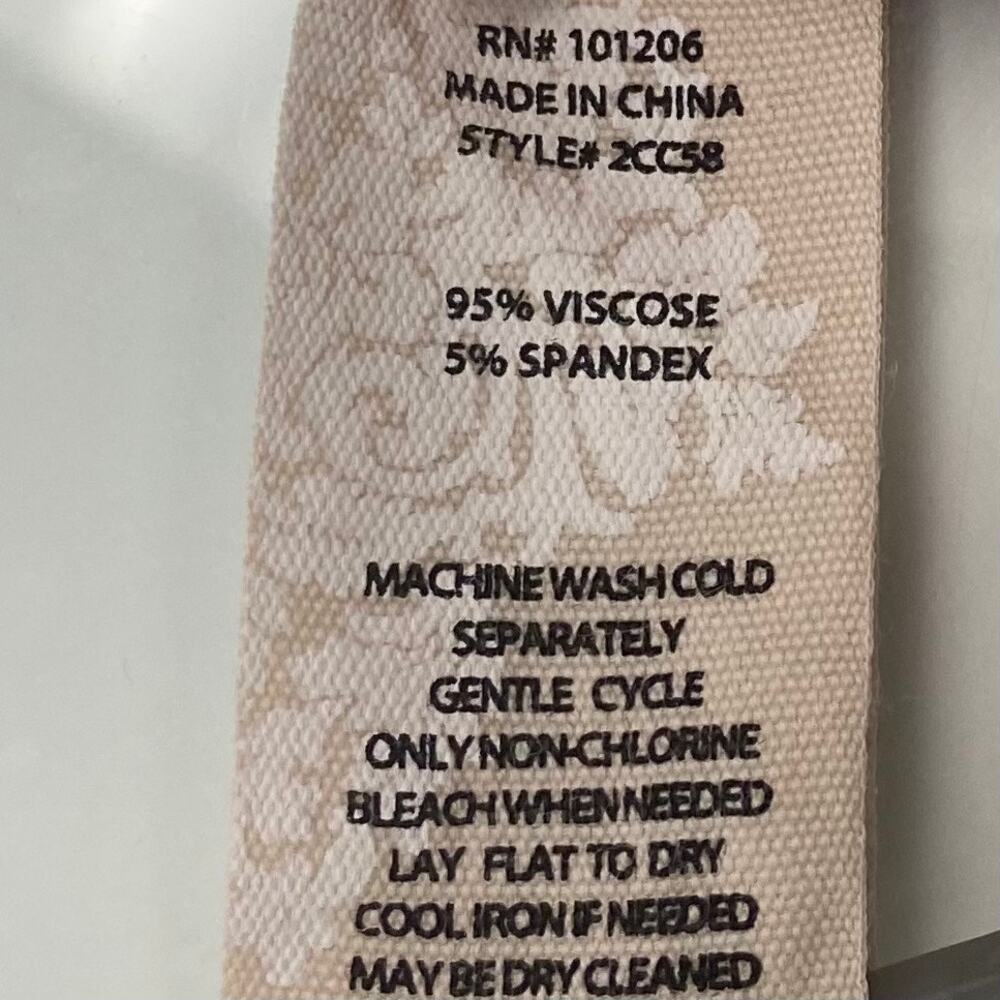 RN# 101206
MADE IN CHINA
STYLE# 2CC58
95% VISCOSE
5% SPANDEX
MACHINE WASH COLD
SEPARATELY
GENTLE CYCLE
ONLY NON-CHLORINE
BLEACH WHEN NEEDED
LAY FLAT TO DRY
COOL IRON IF NEEDED
MAY BE DRY CLEANED